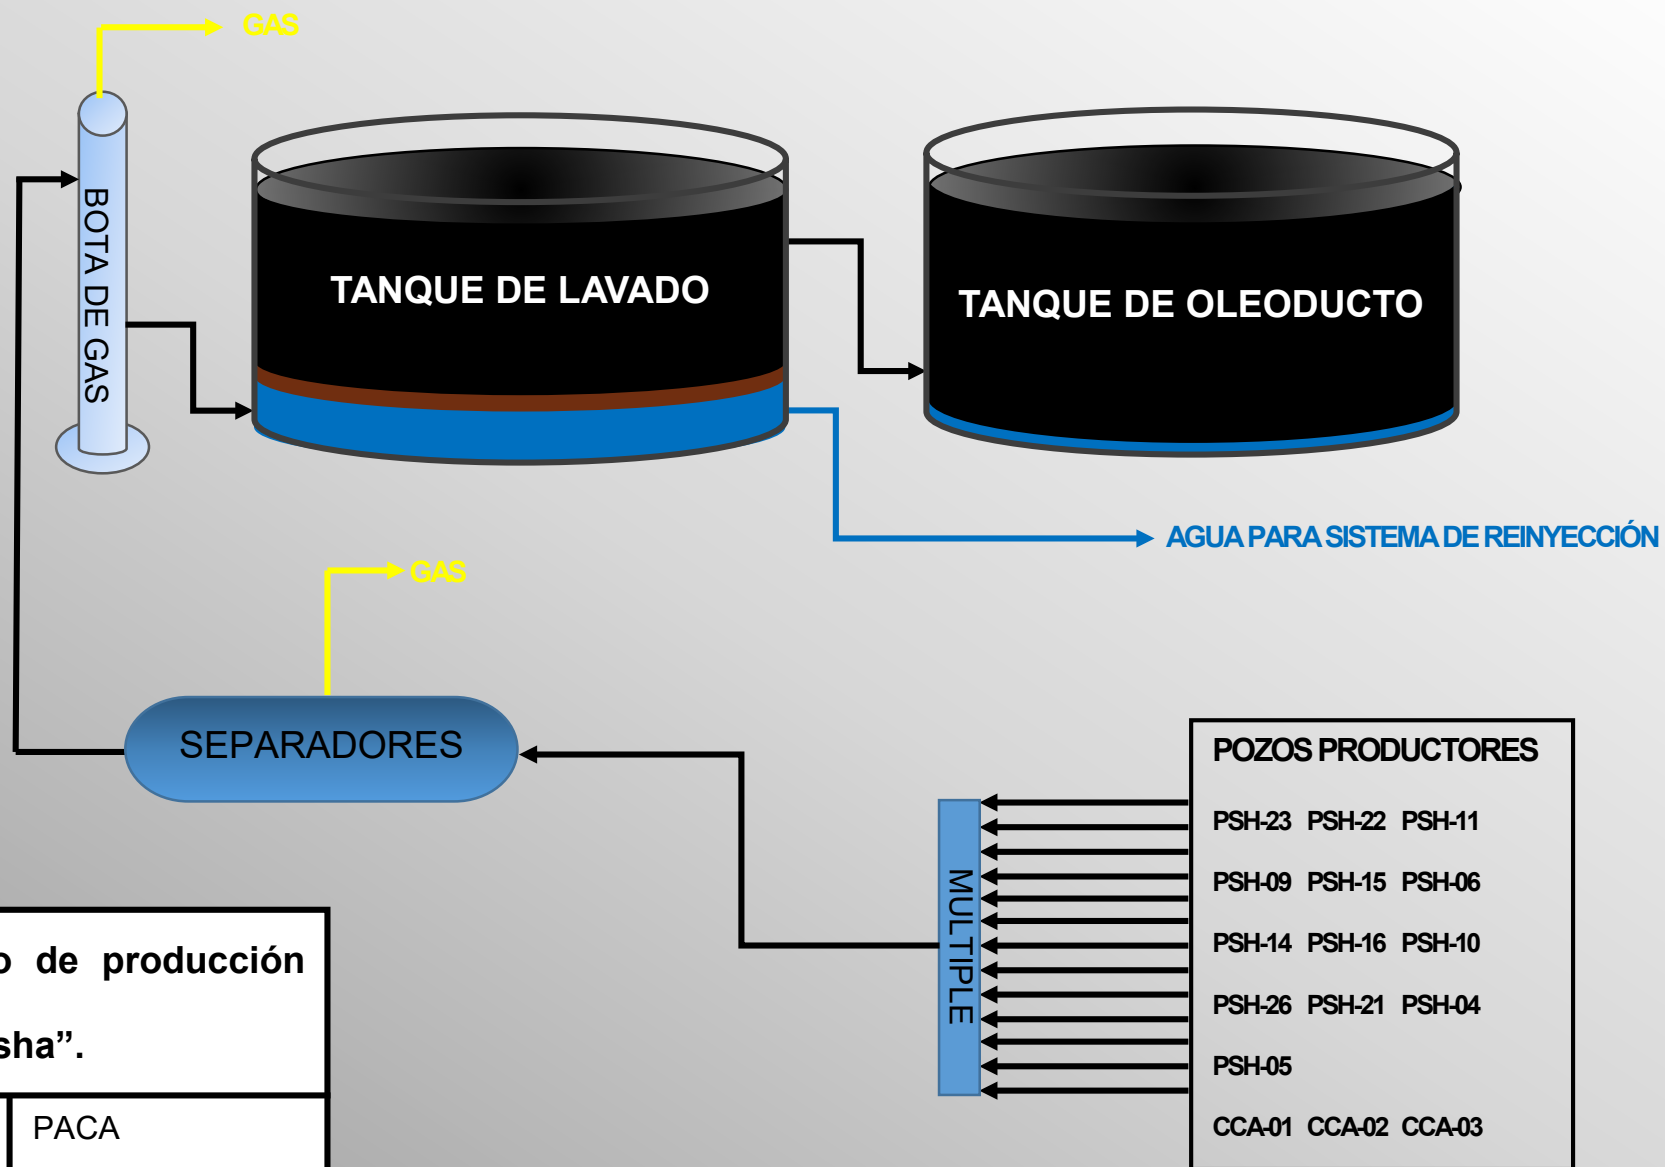 GAS
BOTA DE GAS
TANQUE DE LAVADO
TANQUE DE OLEODUCTO
AGUA PARA SISTEMA DE REINYECCIÓN
GAS
SEPARADORES
MULTIPLE
POZOS PRODUCTORES
PSH-23 PSH-22 PSH-11
PSH-09 PSH-15 PSH-06
PSH-14 PSH-16 PSH-10
PSH-26 PSH-21 PSH-04
PSH-05
CCA-01 CCA-02 CCA-03
de producción
sha”.
PACA